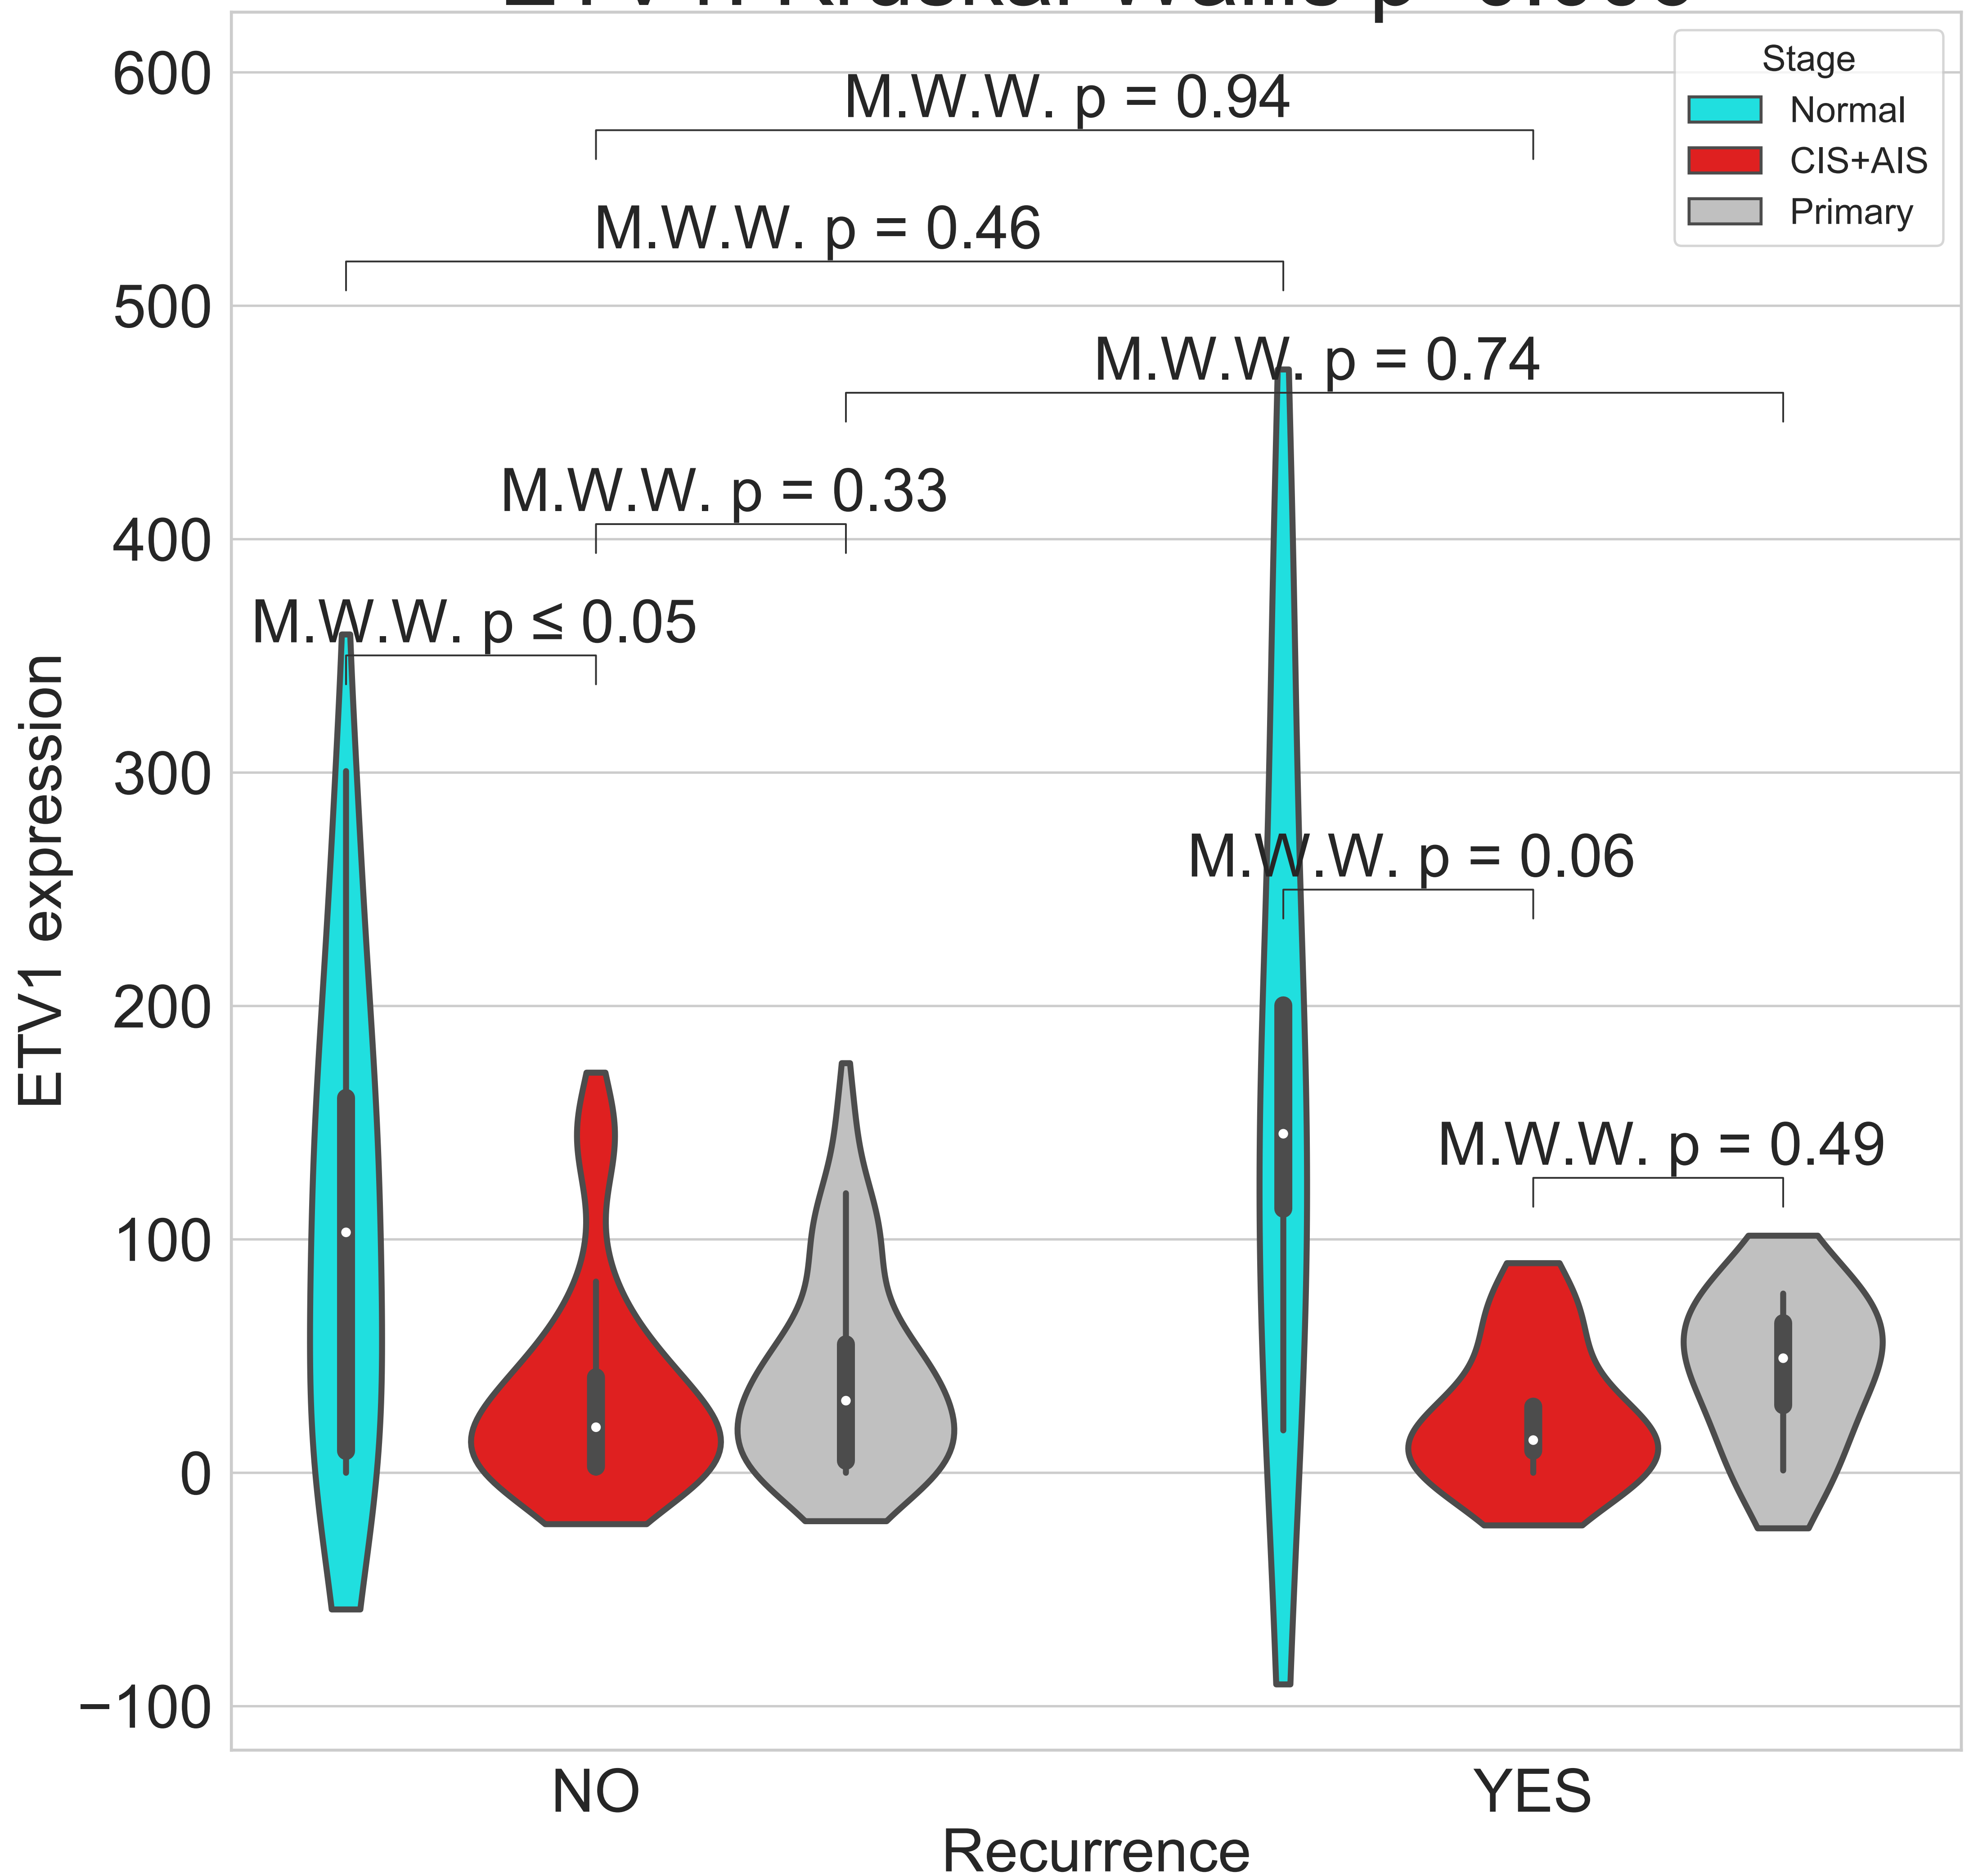 Stage
Normal
CIS+AIS
Primary
600
500
400
300
200
100
0
−100
ETV1 expression
M.W.W. p = 0.94
M.W.W. p = 0.46
M.W.W. p = 0.74
M.W.W. p = 0.33
M.W.W. p ≤ 0.05
M.W.W. p = 0.06
M.W.W. p = 0.49
NO
YES
Recurrence